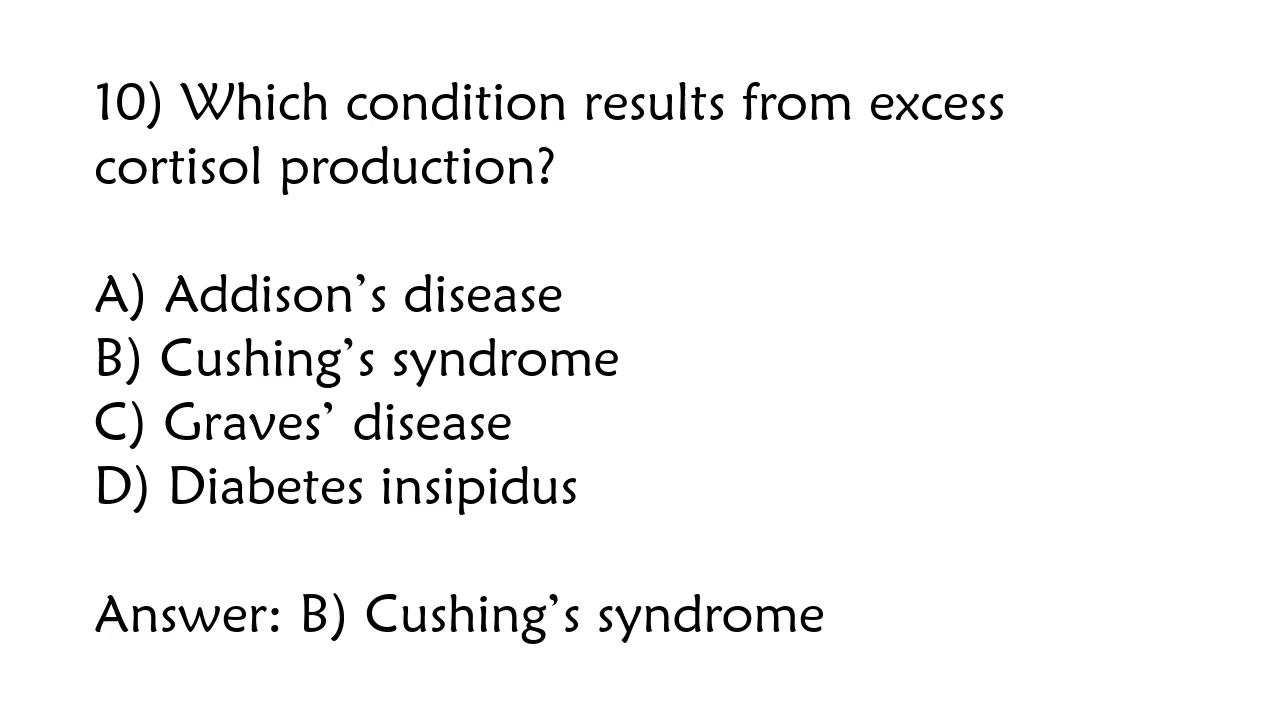 10) Which condition results from excess
cortisol production?
A) Addison’s disease
B) Cushing’s syndrome
C) Graves’ disease
D) Diabetes insipidus
Answer: B) Cushing’s syndrome